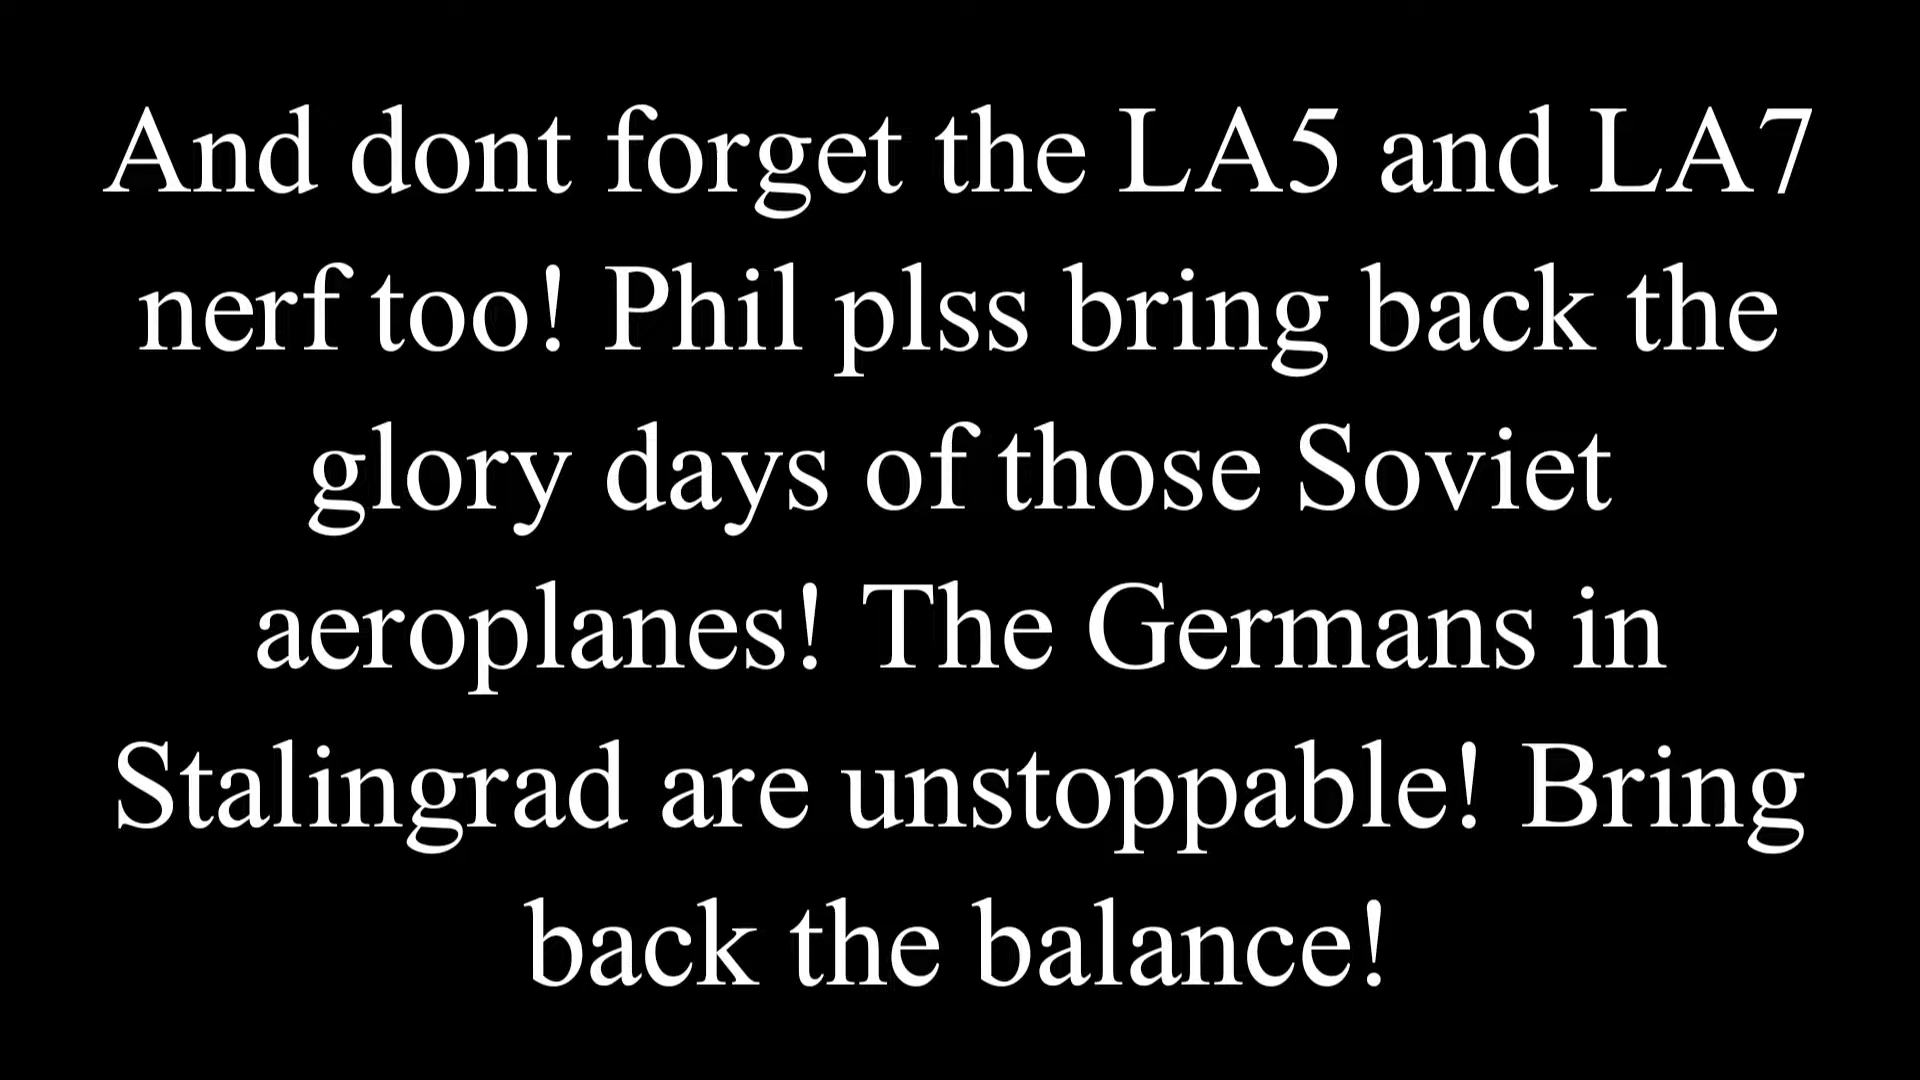 And dont forget the LA5 and LA7
nerf too! Phil plss bring back the
glory days of those Soviet
aeroplanes! The Germans in
Stalingrad are unstoppable! Bring
back the balance!